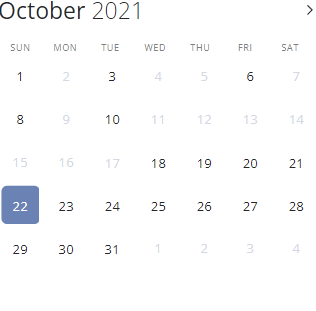 October 2021
SUN MON TUE WED THU FRI SAT
1 2 3 4 5 6 7
8 9 10 11 12 13 14
15 16 17 18 19 20 21
22 23 24 25 26 27 28
29 30 31 1 2 3 4